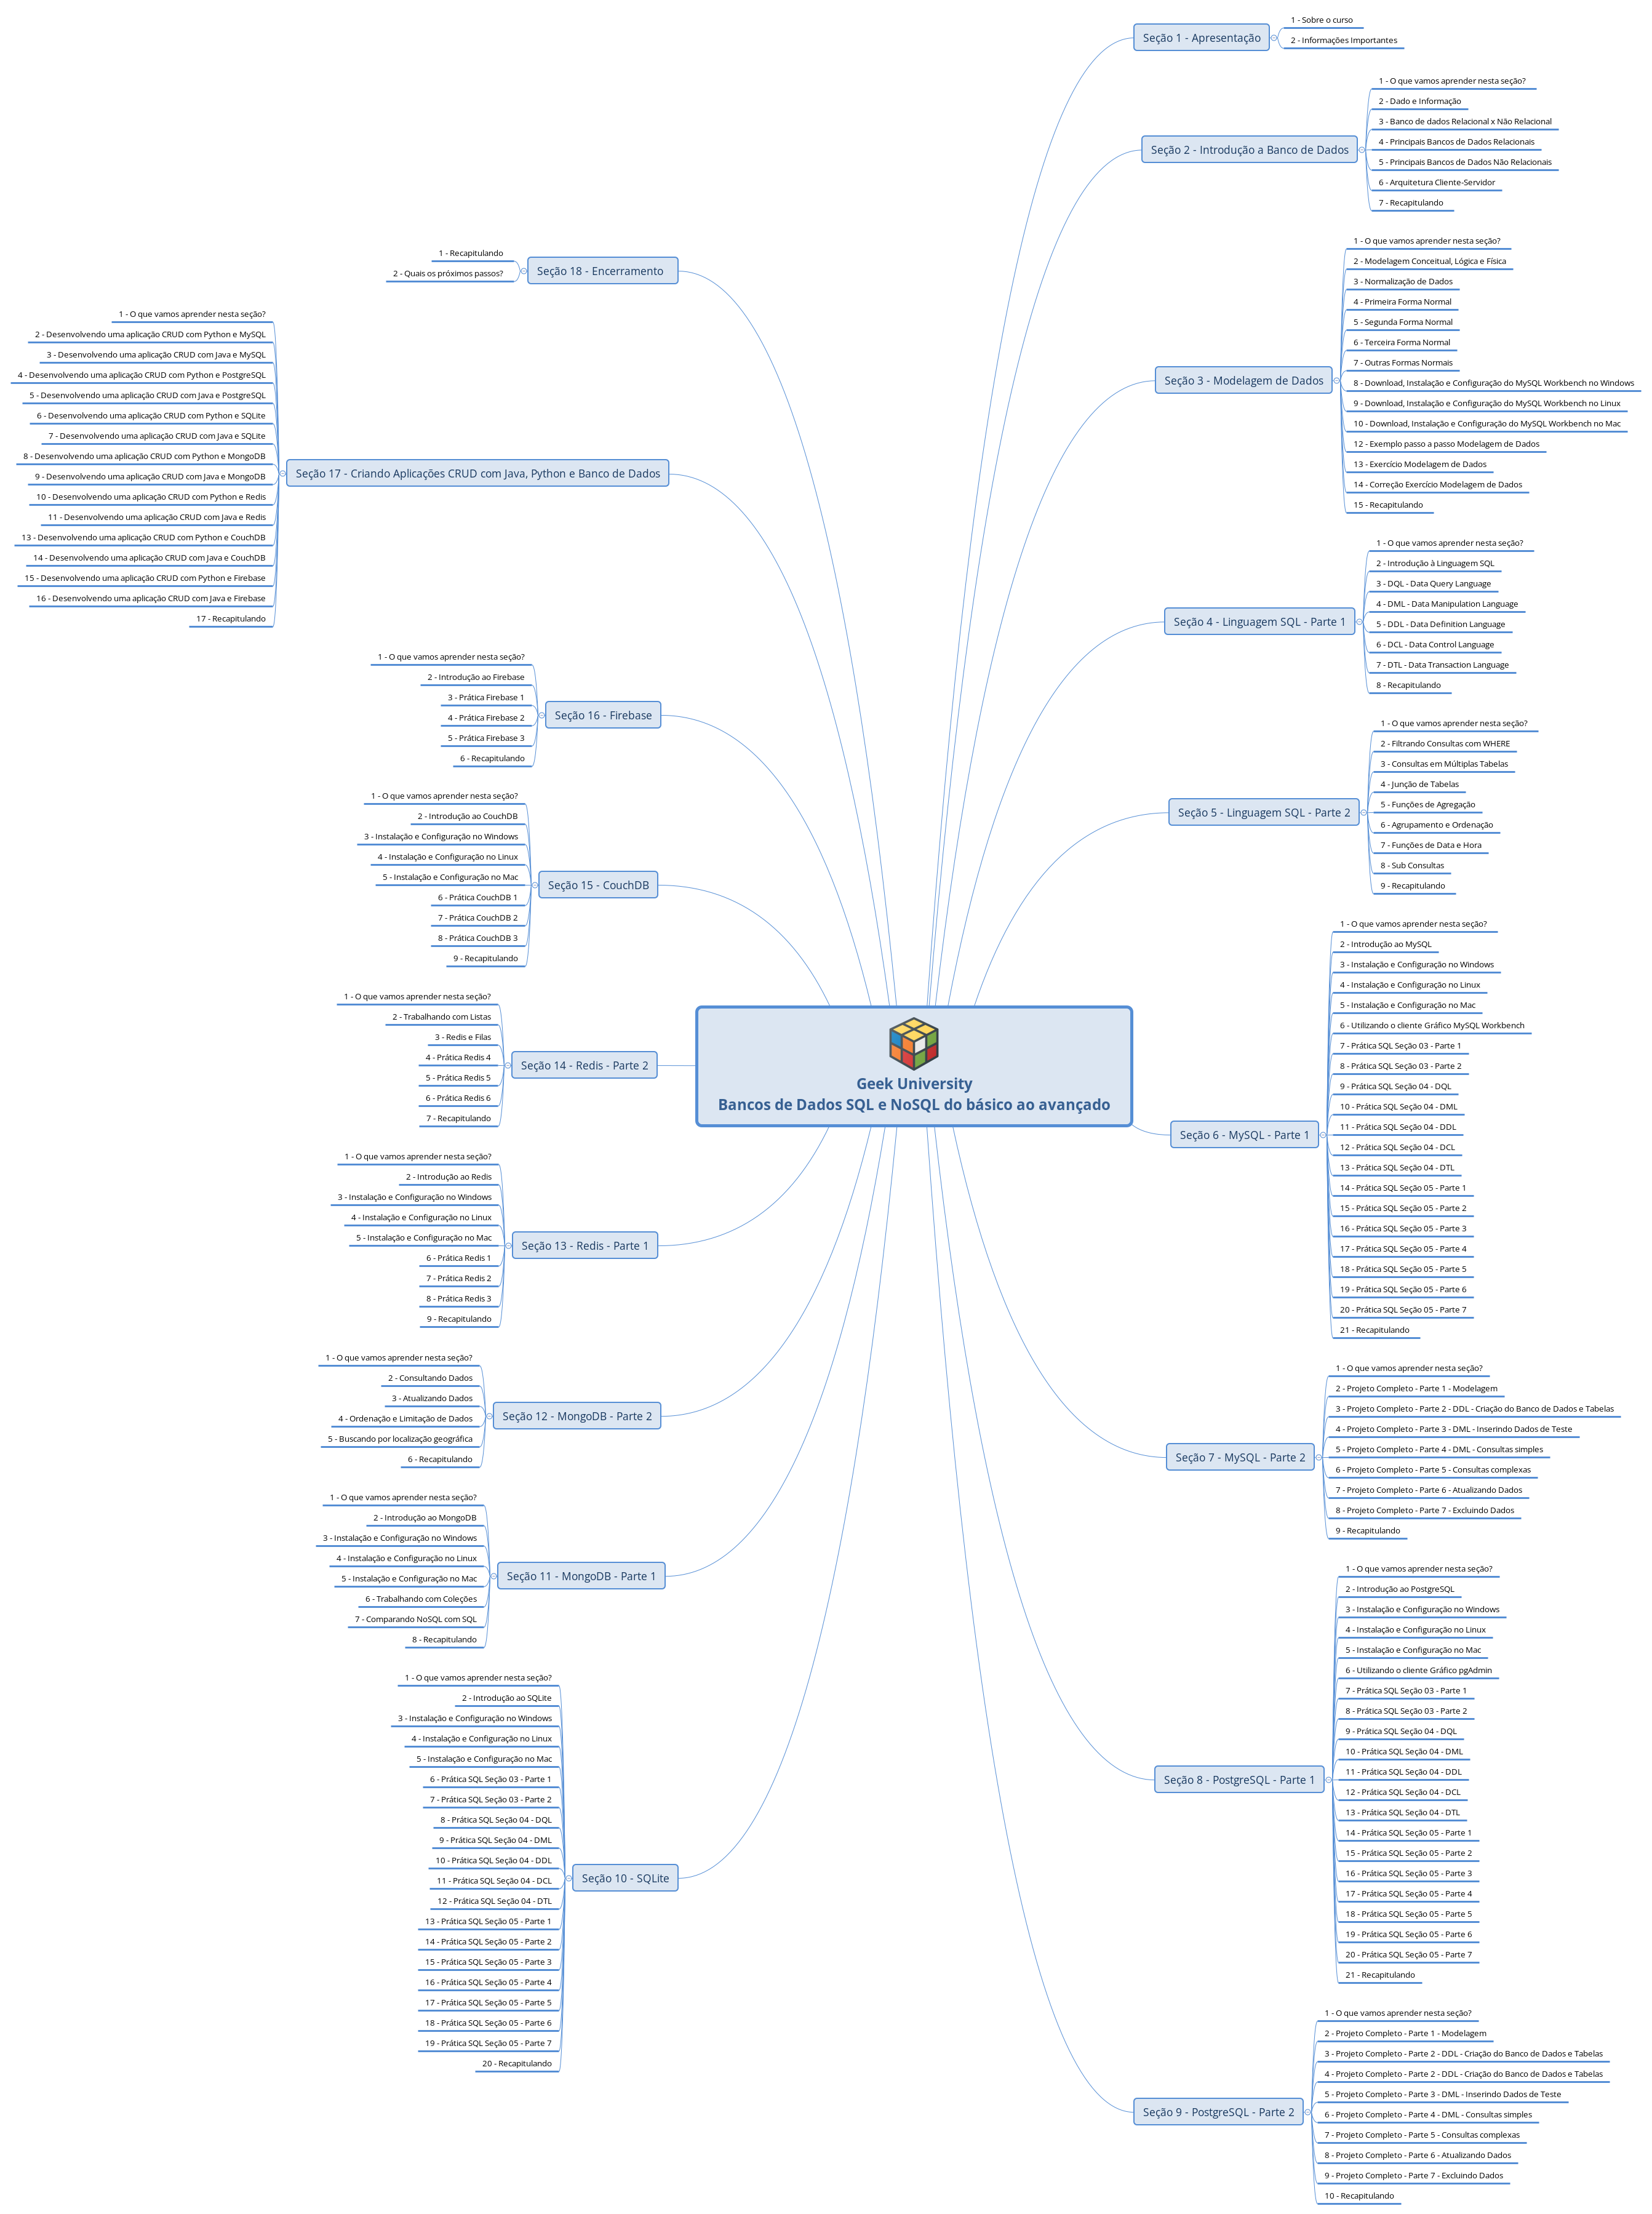 Geek University
Bancos de Dados SQL e NoSQL do básico ao avançado
Seção 1 - Apresentação
1 - Sobre o curso
2 - Informações Importantes
Seção 2 - Introdução a Banco de Dados
1 - O que vamos aprender nesta seção?
2 - Dado e Informação
3 - Banco de dados Relacional x Não Relacional
4 - Principais Bancos de Dados Relacionais
5 - Principais Bancos de Dados Não Relacionais
6 - Arquitetura Cliente-Servidor
7 - Recapitulando
Seção 3 - Modelagem de Dados
1 - O que vamos aprender nesta seção?
2 - Modelagem Conceitual, Lógica e Física
3 - Normalização de Dados
4 - Primeira Forma Normal
5 - Segunda Forma Normal
6 - Terceira Forma Normal
7 - Outras Formas Normais
8 - Download, Instalação e Configuração do MySQL Workbench no Windows
9 - Download, Instalação e Configuração do MySQL Workbench no Linux
10 - Download, Instalação e Configuração do MySQL Workbench no Mac
12 - Exemplo passo a passo Modelagem de Dados
13 - Exercício Modelagem de Dados
14 - Correção Exercício Modelagem de Dados
15 - Recapitulando
Seção 4 - Linguagem SQL - Parte 1
1 - O que vamos aprender nesta seção?
2 - Introdução à Linguagem SQL
3 - DQL - Data Query Language
4 - DML - Data Manipulation Language
5 - DDL - Data Definition Language
6 - DCL - Data Control Language
7 - DTL - Data Transaction Language
8 - Recapitulando
Seção 5 - Linguagem SQL - Parte 2
1 - O que vamos aprender nesta seção?
2 - Filtrando Consultas com WHERE
3 - Consultas em Múltiplas Tabelas
4 - Junção de Tabelas
5 - Funções de Agregação
6 - Agrupamento e Ordenação
7 - Funções de Data e Hora
8 - Sub Consultas
9 - Recapitulando
Seção 6 - MySQL - Parte 1
1 - O que vamos aprender nesta seção?
2 - Introdução ao MySQL
3 - Instalação e Configuração no Windows
4 - Instalação e Configuração no Linux
5 - Instalação e Configuração no Mac
6 - Utilizando o cliente Gráfico MySQL Workbench
7 - Prática SQL Seção 03 - Parte 1
8 - Prática SQL Seção 03 - Parte 2
9 - Prática SQL Seção 04 - DQL
10 - Prática SQL Seção 04 - DML
11 - Prática SQL Seção 04 - DDL
12 - Prática SQL Seção 04 - DCL
13 - Prática SQL Seção 04 - DTL
14 - Prática SQL Seção 05 - Parte 1
15 - Prática SQL Seção 05 - Parte 2
16 - Prática SQL Seção 05 - Parte 3
17 - Prática SQL Seção 05 - Parte 4
18 - Prática SQL Seção 05 - Parte 5
19 - Prática SQL Seção 05 - Parte 6
20 - Prática SQL Seção 05 - Parte 7
21 - Recapitulando
Seção 7 - MySQL - Parte 2
1 - O que vamos aprender nesta seção?
2 - Projeto Completo - Parte 1 - Modelagem
3 - Projeto Completo - Parte 2 - DDL - Criação do Banco de Dados e Tabelas
4 - Projeto Completo - Parte 3 - DML - Inserindo Dados de Teste
5 - Projeto Completo - Parte 4 - DML - Consultas simples
6 - Projeto Completo - Parte 5 - Consultas complexas
7 - Projeto Completo - Parte 6 - Atualizando Dados
8 - Projeto Completo - Parte 7 - Excluindo Dados
9 - Recapitulando
Seção 8 - PostgreSQL - Parte 1
1 - O que vamos aprender nesta seção?
2 - Introdução ao PostgreSQL
3 - Instalação e Configuração no Windows
4 - Instalação e Configuração no Linux
5 - Instalação e Configuração no Mac
6 - Utilizando o cliente Gráfico pgAdmin
7 - Prática SQL Seção 03 - Parte 1
8 - Prática SQL Seção 03 - Parte 2
9 - Prática SQL Seção 04 - DQL
10 - Prática SQL Seção 04 - DML
11 - Prática SQL Seção 04 - DDL
12 - Prática SQL Seção 04 - DCL
13 - Prática SQL Seção 04 - DTL
14 - Prática SQL Seção 05 - Parte 1
15 - Prática SQL Seção 05 - Parte 2
16 - Prática SQL Seção 05 - Parte 3
17 - Prática SQL Seção 05 - Parte 4
18 - Prática SQL Seção 05 - Parte 5
19 - Prática SQL Seção 05 - Parte 6
20 - Prática SQL Seção 05 - Parte 7
21 - Recapitulando
Seção 9 - PostgreSQL - Parte 2
1 - O que vamos aprender nesta seção?
2 - Projeto Completo - Parte 1 - Modelagem
3 - Projeto Completo - Parte 2 - DDL - Criação do Banco de Dados e Tabelas
4 - Projeto Completo - Parte 2 - DDL - Criação do Banco de Dados e Tabelas
5 - Projeto Completo - Parte 3 - DML - Inserindo Dados de Teste
6 - Projeto Completo - Parte 4 - DML - Consultas simples
7 - Projeto Completo - Parte 5 - Consultas complexas
8 - Projeto Completo - Parte 6 - Atualizando Dados
9 - Projeto Completo - Parte 7 - Excluindo Dados
10 - Recapitulando
Seção 10 - SQLite
1 - O que vamos aprender nesta seção?
2 - Introdução ao SQLite
3 - Instalação e Configuração no Windows
4 - Instalação e Configuração no Linux
5 - Instalação e Configuração no Mac
6 - Prática SQL Seção 03 - Parte 1
7 - Prática SQL Seção 03 - Parte 2
8 - Prática SQL Seção 04 - DQL
9 - Prática SQL Seção 04 - DML
10 - Prática SQL Seção 04 - DDL
11 - Prática SQL Seção 04 - DCL
12 - Prática SQL Seção 04 - DTL
13 - Prática SQL Seção 05 - Parte 1
14 - Prática SQL Seção 05 - Parte 2
15 - Prática SQL Seção 05 - Parte 3
16 - Prática SQL Seção 05 - Parte 4
17 - Prática SQL Seção 05 - Parte 5
18 - Prática SQL Seção 05 - Parte 6
19 - Prática SQL Seção 05 - Parte 7
20 - Recapitulando
Seção 11 - MongoDB - Parte 1
1 - O que vamos aprender nesta seção?
2 - Introdução ao MongoDB
3 - Instalação e Configuração no Windows
4 - Instalação e Configuração no Linux
5 - Instalação e Configuração no Mac
6 - Trabalhando com Coleções
7 - Comparando NoSQL com SQL
8 - Recapitulando
Seção 12 - MongoDB - Parte 2
1 - O que vamos aprender nesta seção?
2 - Consultando Dados
3 - Atualizando Dados
4 - Ordenação e Limitação de Dados
5 - Buscando por localização geográfica
6 - Recapitulando
Seção 13 - Redis - Parte 1
1 - O que vamos aprender nesta seção?
2 - Introdução ao Redis
3 - Instalação e Configuração no Windows
4 - Instalação e Configuração no Linux
5 - Instalação e Configuração no Mac
6 - Prática Redis 1
7 - Prática Redis 2
8 - Prática Redis 3
9 - Recapitulando
Seção 14 - Redis - Parte 2
1 - O que vamos aprender nesta seção?
2 - Trabalhando com Listas
3 - Redis e Filas
4 - Prática Redis 4
5 - Prática Redis 5
6 - Prática Redis 6
7 - Recapitulando
Seção 15 - CouchDB
1 - O que vamos aprender nesta seção?
2 - Introdução ao CouchDB
3 - Instalação e Configuração no Windows
4 - Instalação e Configuração no Linux
5 - Instalação e Configuração no Mac
6 - Prática CouchDB 1
7 - Prática CouchDB 2
8 - Prática CouchDB 3
9 - Recapitulando
Seção 16 - Firebase
1 - O que vamos aprender nesta seção?
2 - Introdução ao Firebase
3 - Prática Firebase 1
4 - Prática Firebase 2
5 - Prática Firebase 3
6 - Recapitulando
Seção 17 - Criando Aplicações CRUD com Java, Python e Banco de Dados
1 - O que vamos aprender nesta seção?
2 - Desenvolvendo uma aplicação CRUD com Python e MySQL
3 - Desenvolvendo uma aplicação CRUD com Java e MySQL
4 - Desenvolvendo uma aplicação CRUD com Python e PostgreSQL
5 - Desenvolvendo uma aplicação CRUD com Java e PostgreSQL
6 - Desenvolvendo uma aplicação CRUD com Python e SQLite
7 - Desenvolvendo uma aplicação CRUD com Java e SQLite
8 - Desenvolvendo uma aplicação CRUD com Python e MongoDB
9 - Desenvolvendo uma aplicação CRUD com Java e MongoDB
10 - Desenvolvendo uma aplicação CRUD com Python e Redis
11 - Desenvolvendo uma aplicação CRUD com Java e Redis
13 - Desenvolvendo uma aplicação CRUD com Python e CouchDB
14 - Desenvolvendo uma aplicação CRUD com Java e CouchDB
15 - Desenvolvendo uma aplicação CRUD com Python e Firebase
16 - Desenvolvendo uma aplicação CRUD com Java e Firebase
17 - Recapitulando
Seção 18 - Encerramento
1 - Recapitulando
2 - Quais os próximos passos?